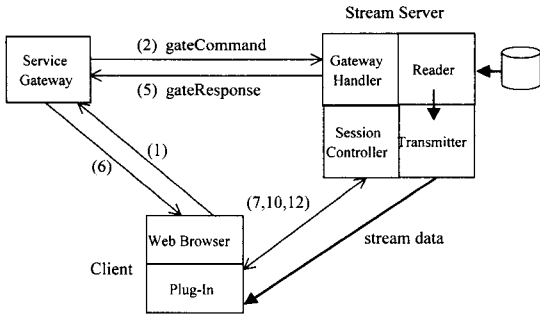 Stream Server
(2) gateCommand
Service
Gateway
Gateway
Handler
Reader
(5) gateResponse
(1)
(6)
Session
Controller
Transmitter
(7,10,12)
Web Browser
stream data
Client
Plug-In